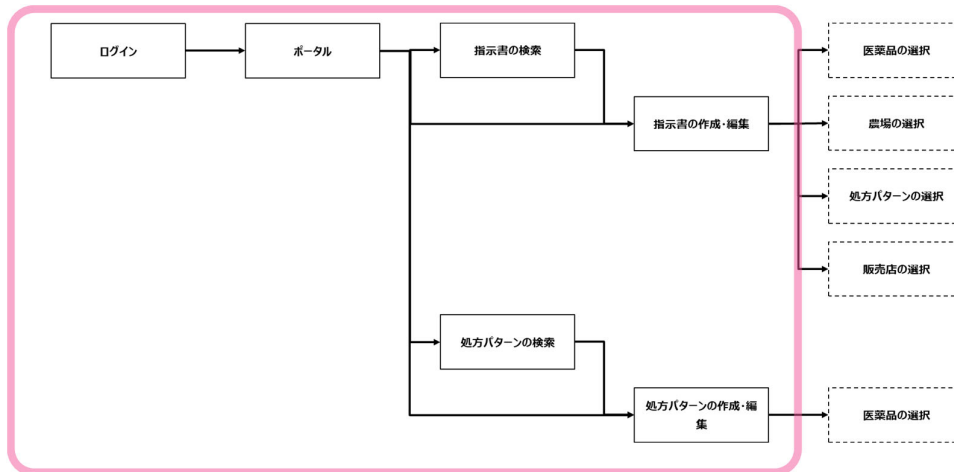 ログイン
ポータル
指示書の検索
医薬品の選択
指示書の作成・編集
農場の選択
処方パターンの選択
販売店の選択
処方パターンの検索
処方パターンの作成・編
集
医薬品の選択